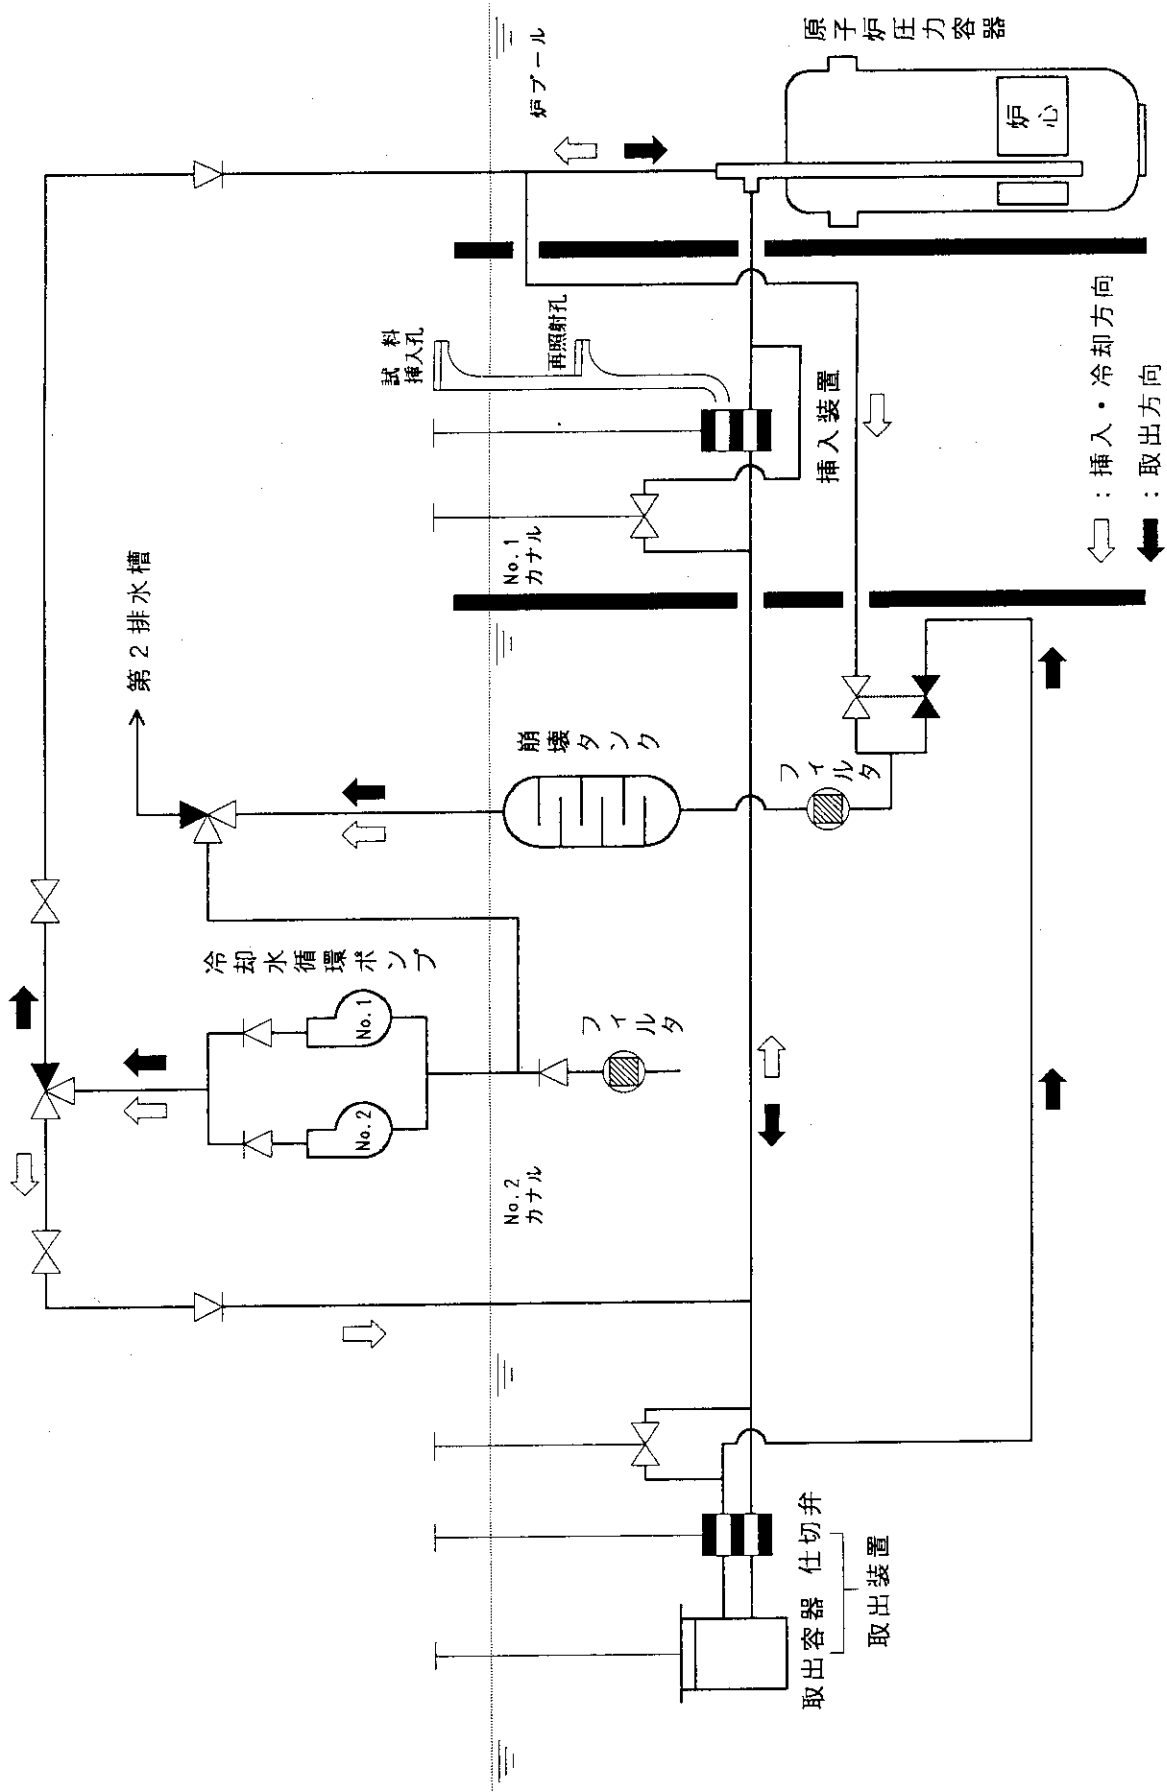 第2排水槽
冷却水循環ポンプ
No.1
No.2
フィルタ
崩壊タンク
フィルタ
試料
挿入孔
再照射孔
挿入装置
炉プール
原子炉圧力容器
炉心
No.1
カナル
No.2
カナル
取出容器
仕切弁
取出装置
：挿入・冷却方向
：取出方向